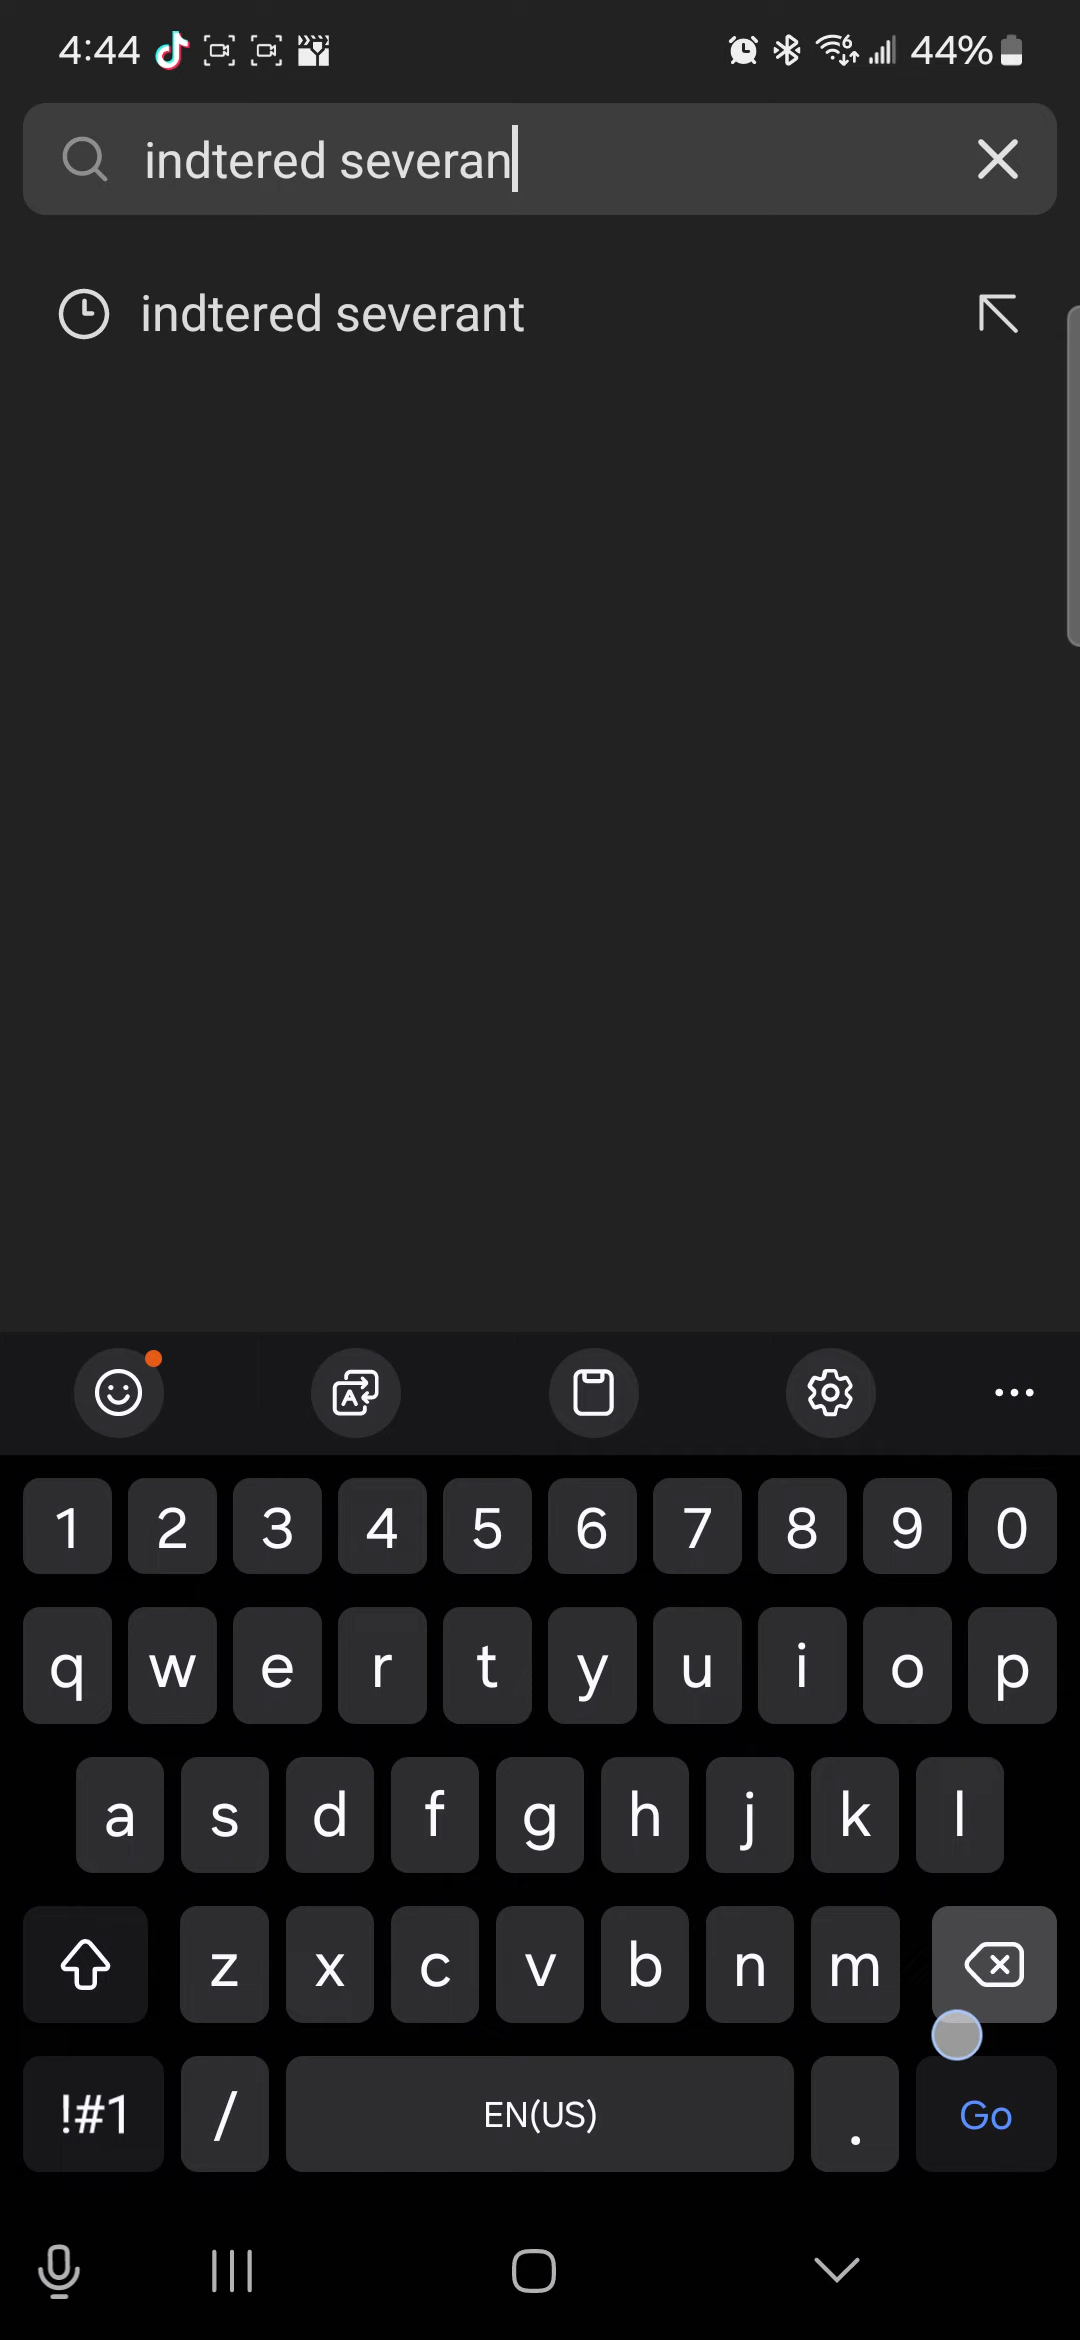 4:44 6 44%
indtered severan
indtered severant
1 2 3 4 5 6 7 8 9 0
q w e r t y u i o p
a s d f g h j k l
z x c v b n m
!#1 / EN(US) . Go